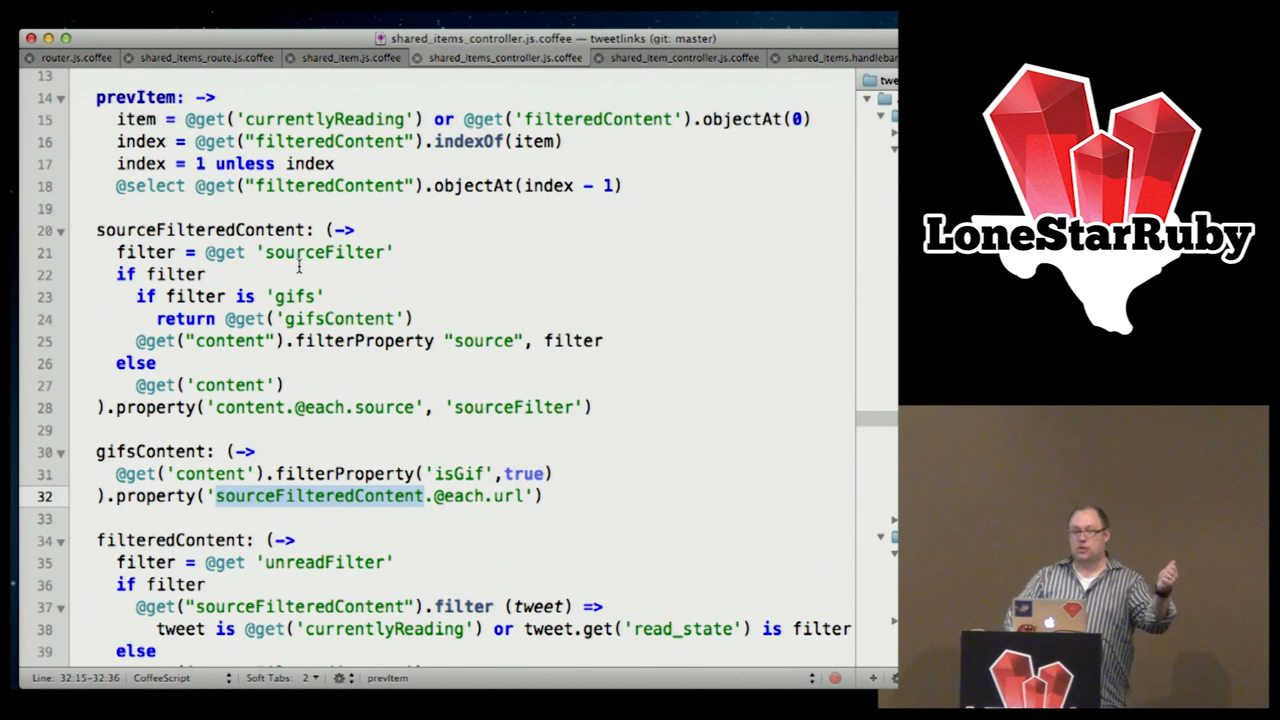 shared_items_controller.js.coffee — tweetlinks (git: master)
router.js.coffee shared_items_route.js.coffee shared_item.js.coffee shared_items_controller.js.coffee shared_item_controller.js.coffee shared_items.handlebar
twe
13
14 prevItem: ->
15 item = @get('currentlyReading') or @get('filteredContent').objectAt(0)
16 index = @get("filteredContent").indexOf(item)
17 index = 1 unless index
18 @select @get("filteredContent").objectAt(index - 1)
19
20 sourceFilteredContent: (->
21 filter = @get 'sourceFilter'
22 if filter
23 if filter is 'gifs'
24 return @get('gifsContent')
25 @get("content").filterProperty "source", filter
26 else
27 @get('content')
28 ).property('content.@each.source', 'sourceFilter')
29
30 gifsContent: (->
31 @get('content').filterProperty('isGif',true)
32 ).property('sourceFilteredContent.@each.url')
33
34 filteredContent: (->
35 filter = @get 'unreadFilter'
36 if filter
37 @get("sourceFilteredContent").filter (tweet) =>
38 tweet is @get('currentlyReading') or tweet.get('read_state') is filter
39 else
Line: 32:15-32:36 CoffeeScript Soft Tabs: 2 prevItem
LoneStarRuby